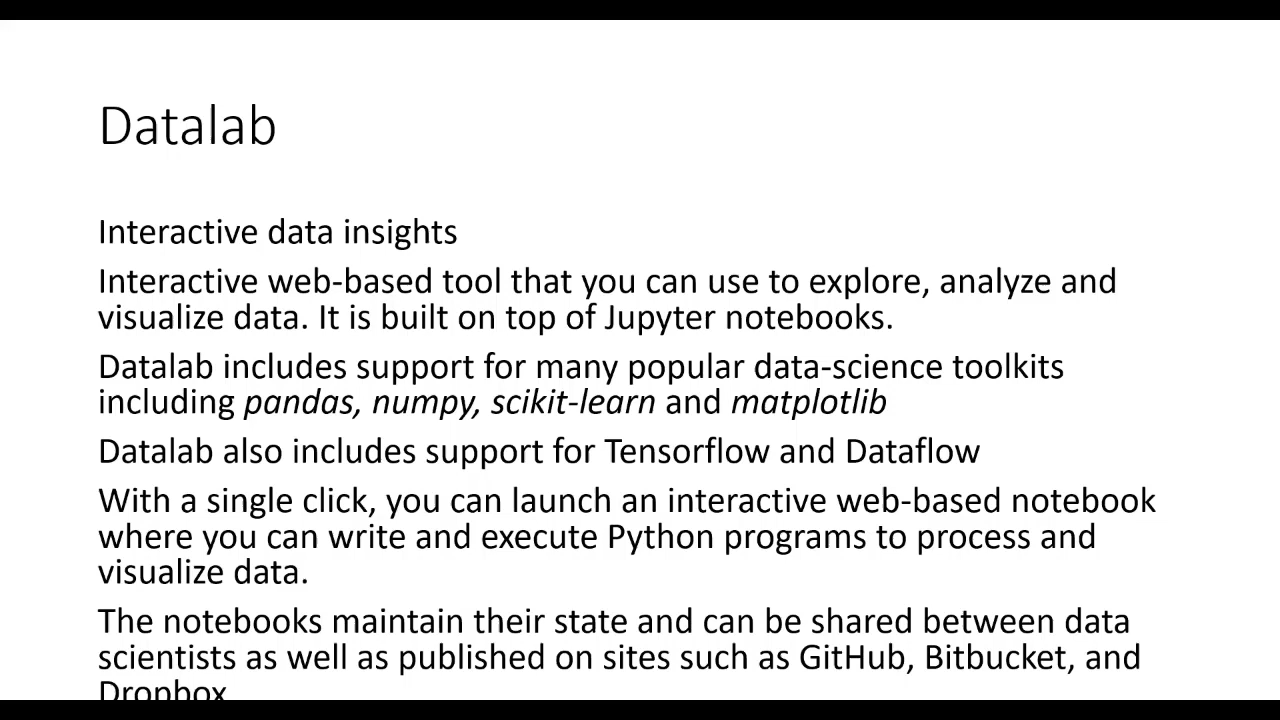 Datalab
Interactive data insights
Interactive web-based tool that you can use to explore, analyze and
visualize data. It is built on top of Jupyter notebooks.
Datalab includes support for many popular data-science toolkits
including pandas, numpy, scikit-learn and matplotlib
Datalab also includes support for Tensorflow and Dataflow
With a single click, you can launch an interactive web-based notebook
where you can write and execute Python programs to process and
visualize data.
The notebooks maintain their state and can be shared between data
scientists as well as published on sites such as GitHub, Bitbucket, and
Dropbox